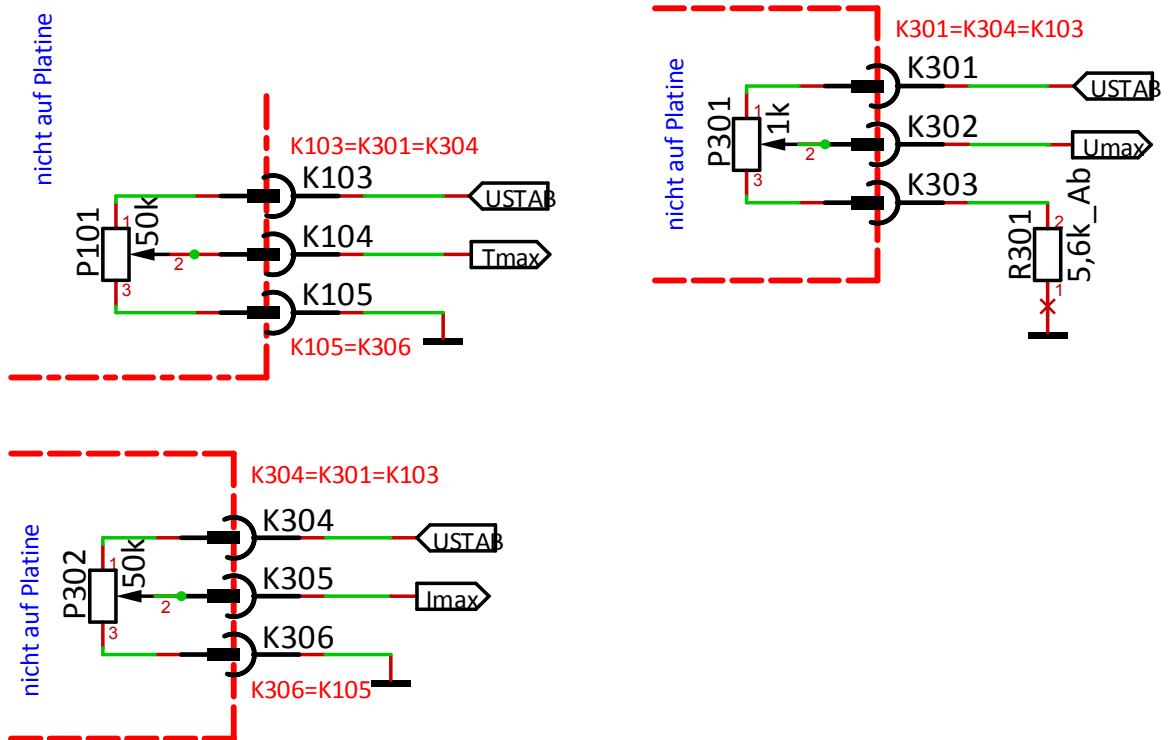 nicht auf Platine
K103=K301=K304
K103
USTAB
P101
50k
1
2
3
K104
Tmax
K105
K105=K306
K301=K304=K103
nicht auf Platine
K301
USTAB
P301
1k
1
2
3
K302
Umax
K303
R301
5,6k_Ab
2
1
K304=K301=K103
nicht auf Platine
K304
USTAB
P302
50k
1
2
3
K305
Imax
K306
K306=K105